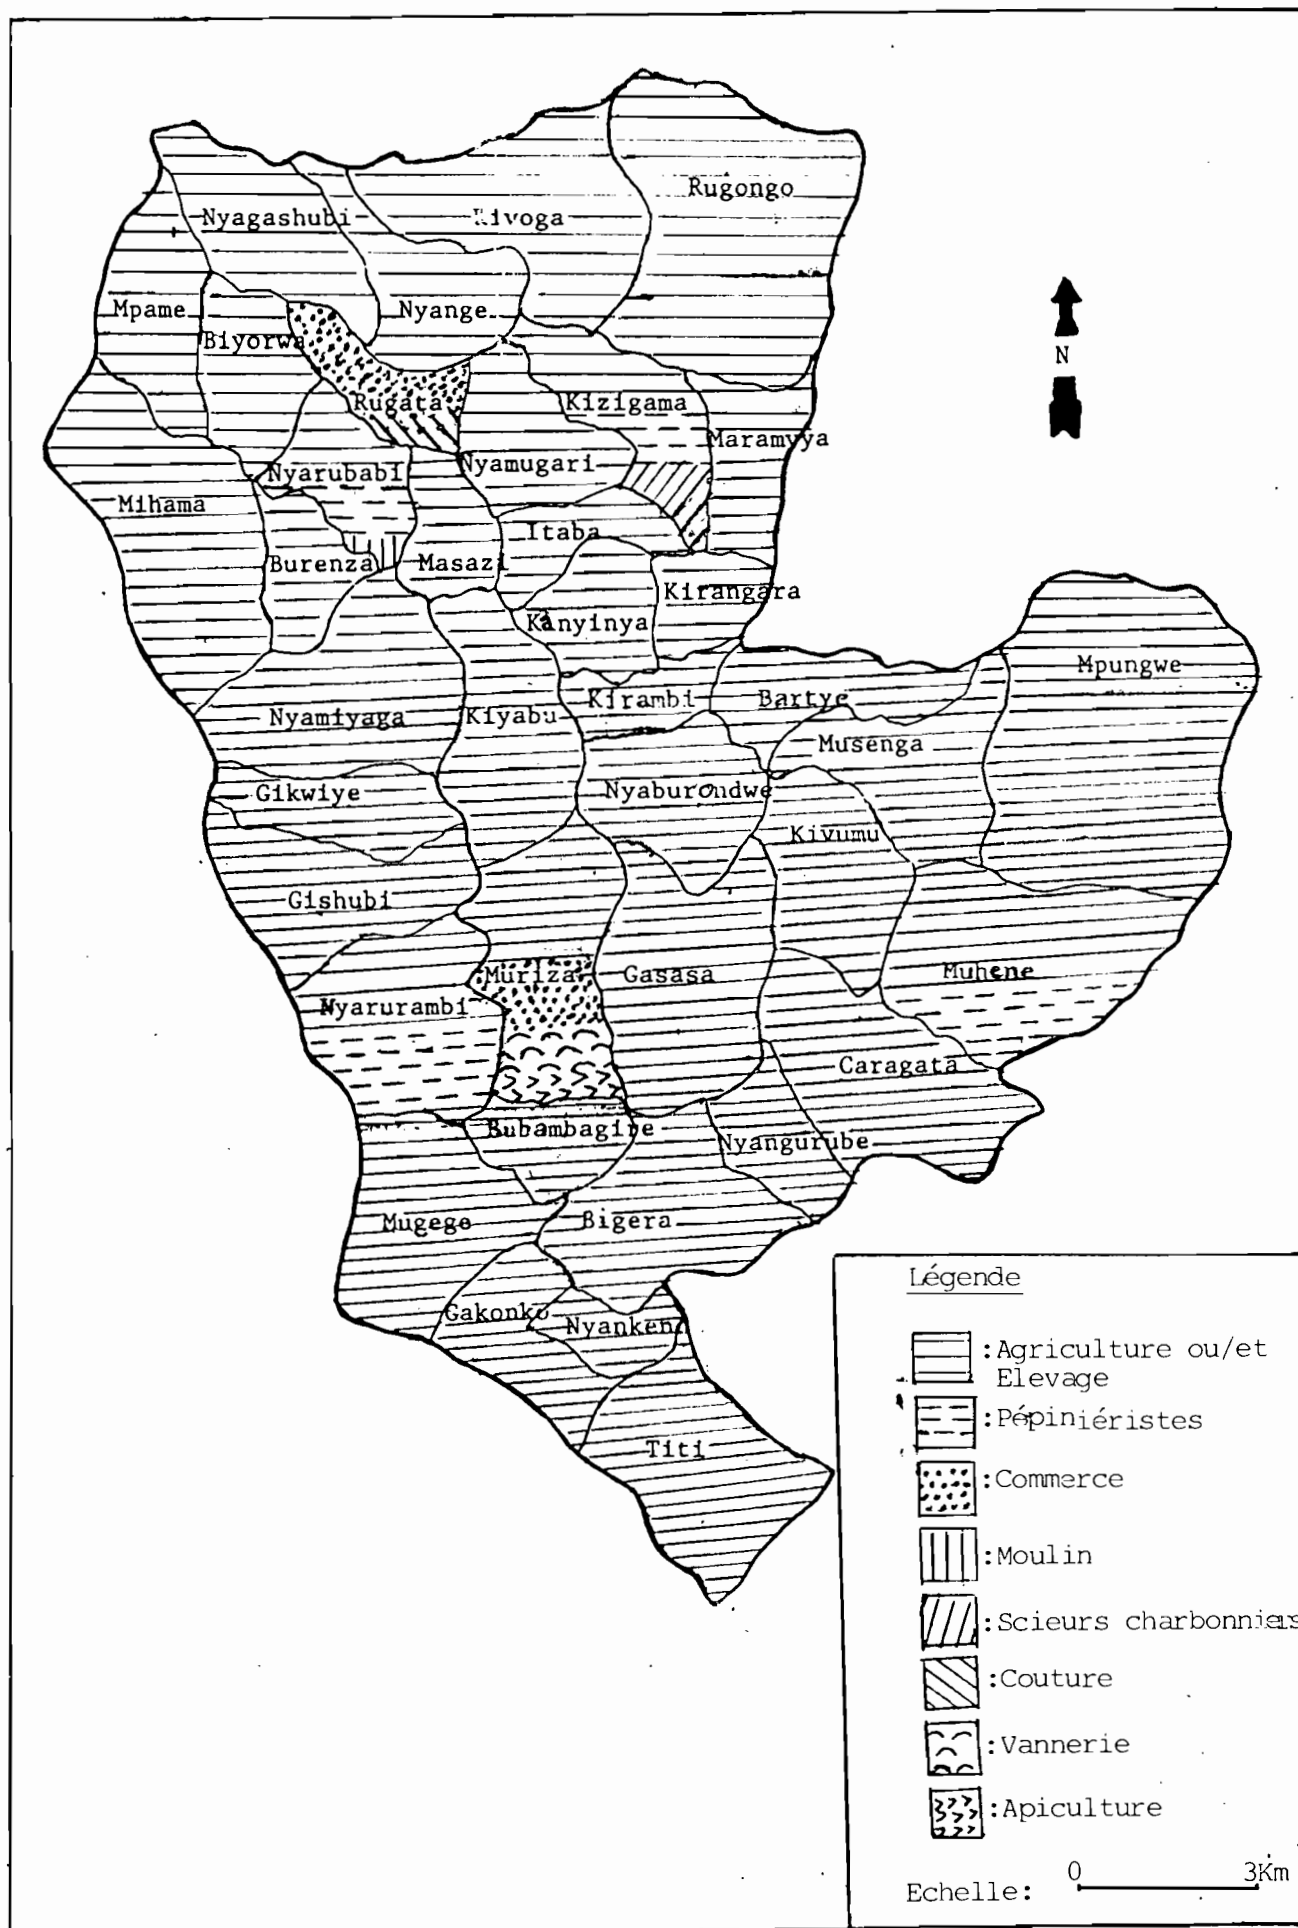 Rugongo
Nyagashubi
Mpame
Nyange
Biyorwa
Rugata
Kizigama
Maramvya
Nyamugari
Nyarubabi
Mihama
Itaba
Burenza
Masazi
Kirangara
Kanyinya
Mpungwe
Kirambi
Bartye
Nyamiyaga
Kiyabu
Musenga
Gikwiye
Nyaburondwe
Kivumu
Gishubi
Muriza
Gasasa
Muhene
Nyarurambi
Caragata
Bubambagire
Nyangurube
Mugege
Bigera
Gakonko
Titi
N
Légende
:Agriculture ou/et
Elevage
:Pépiniéristes
:Commerce
:Moulin
:Scieurs charbonniers
:Couture
:Vannerie
:Apiculture
Echelle: 0 3Km